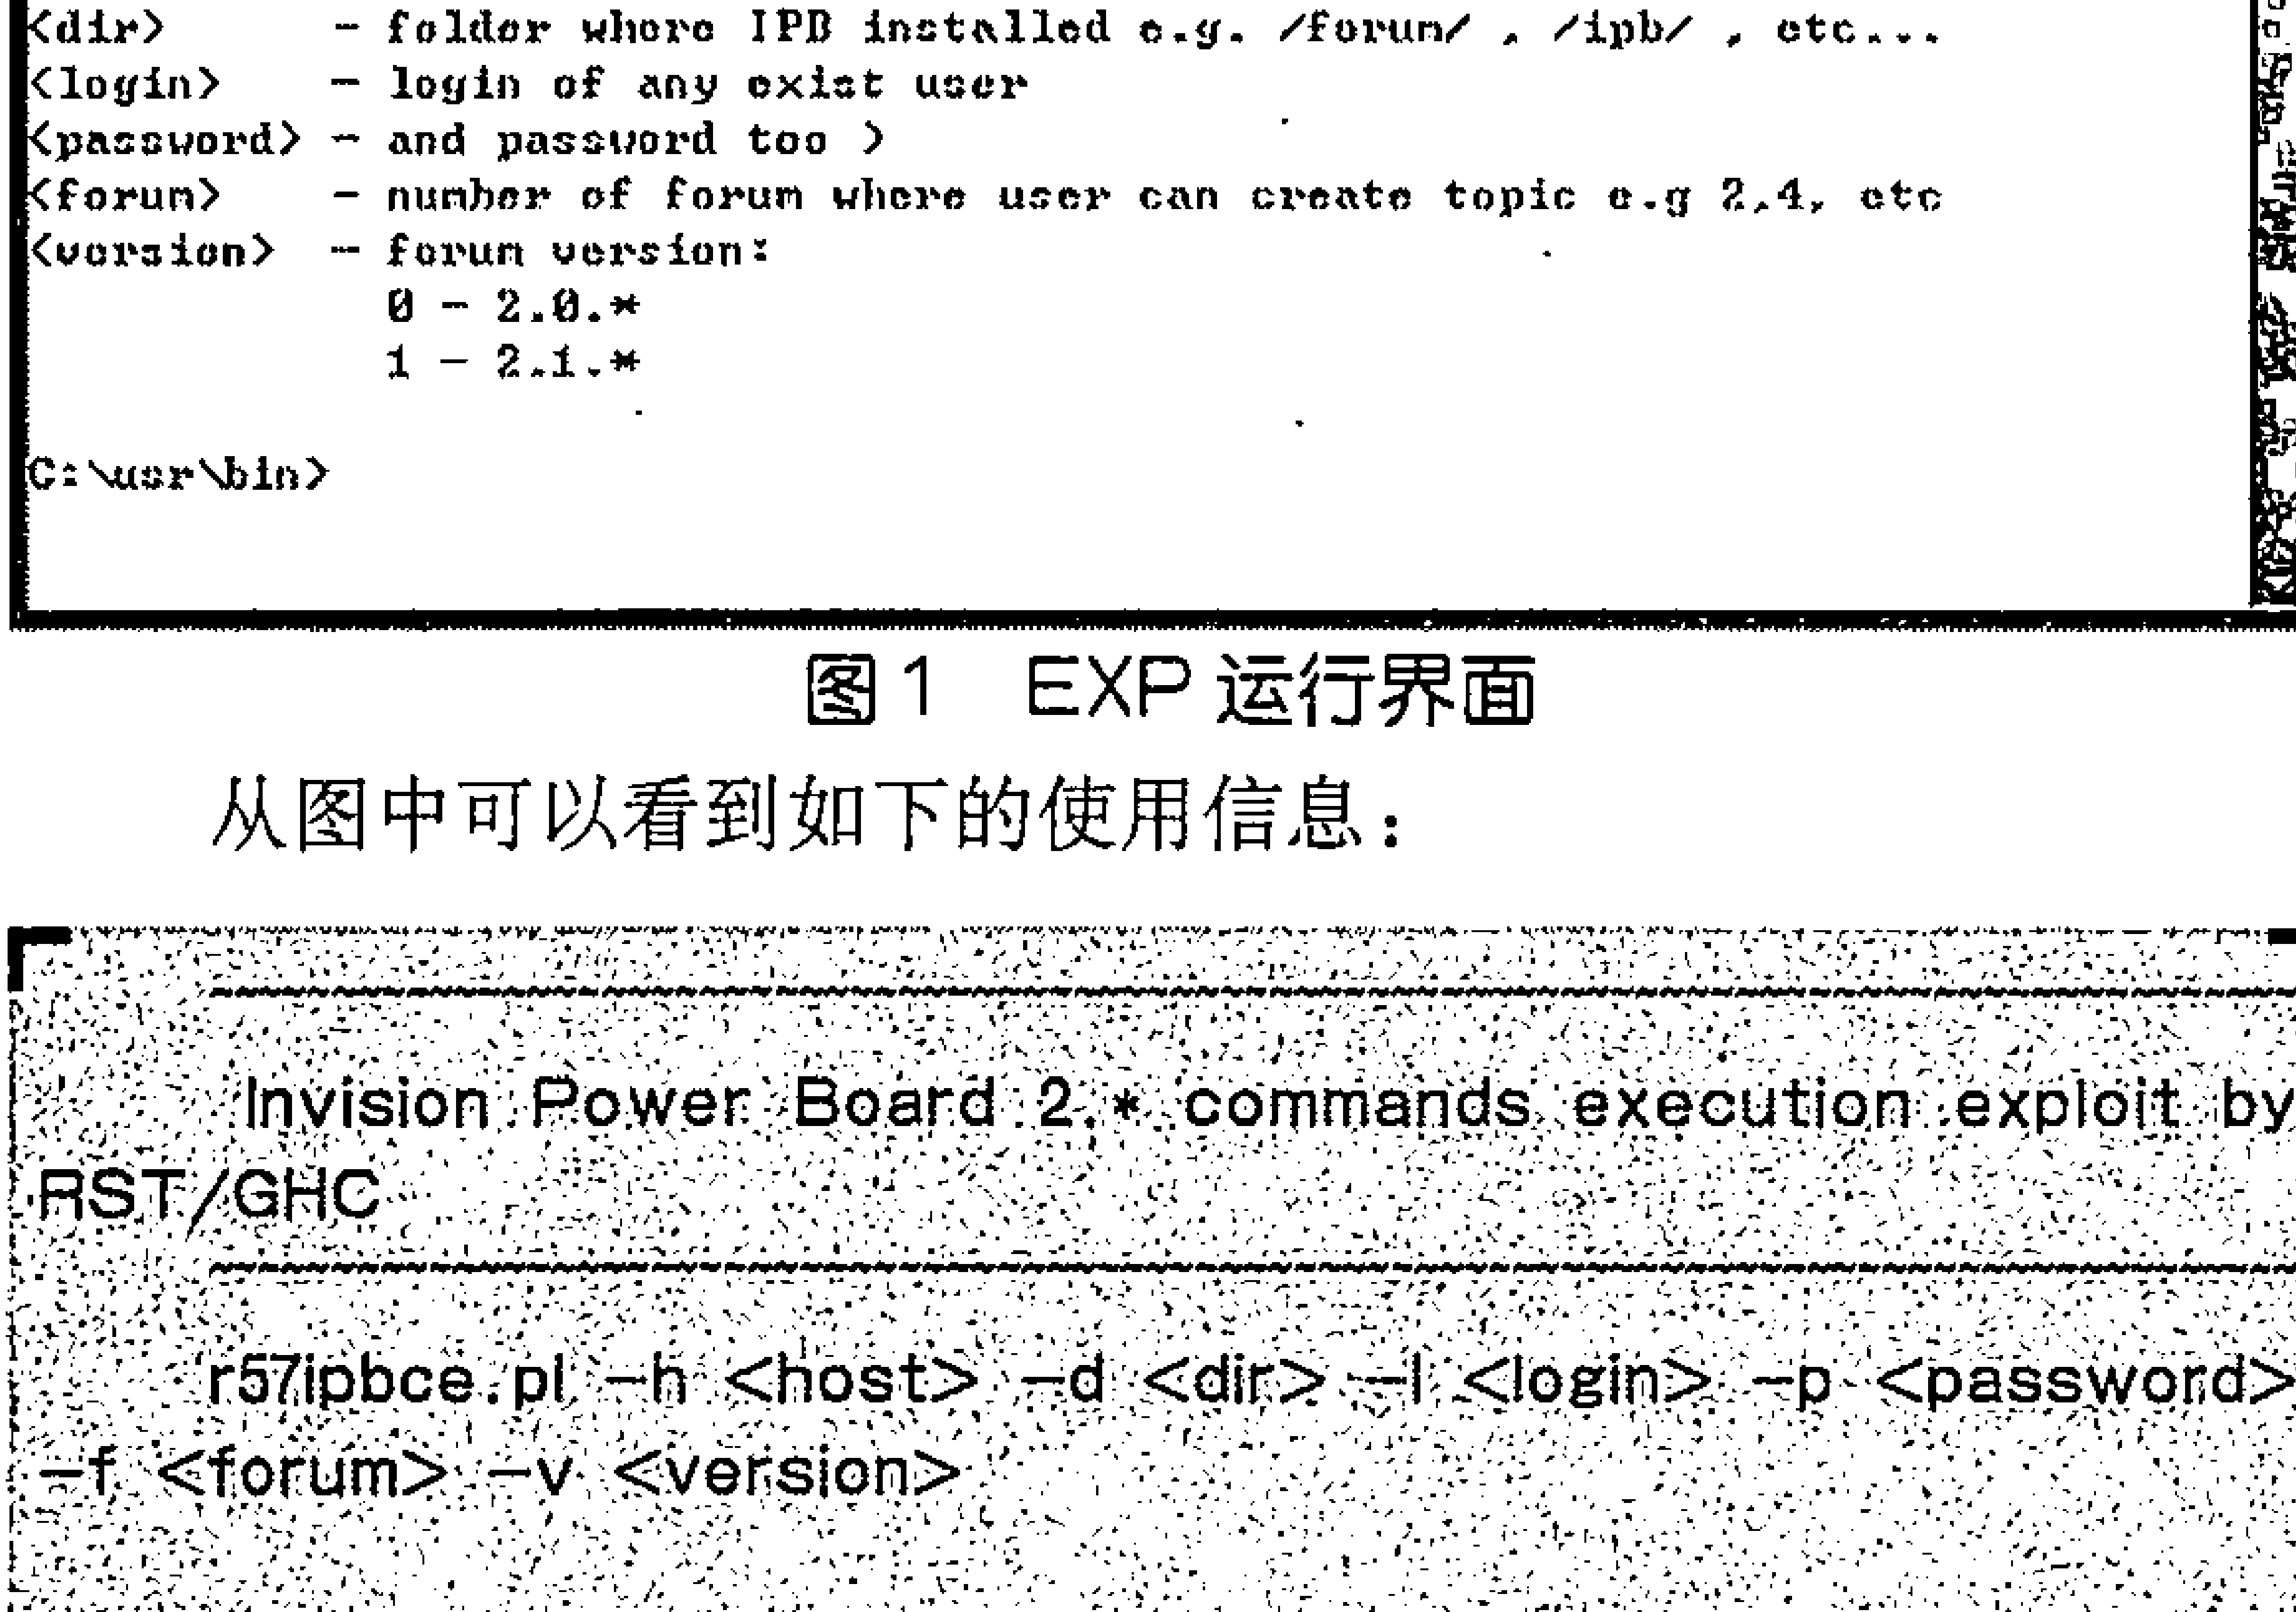 <dir>      - folder where IPB installed e.g. /forum/ , /ipb/ , etc...
<login>    - login of any exist user
<password> - and password too )
<forum>    - number of forum where user can create topic e.g 2,4, etc
<version>  - forum version:
0 - 2.0.*
1 - 2.1.*
C:\usr\bin>
图1 EXP运行界面
从图中可以看到如下的使用信息：
Invision Power Board 2.* commands execution exploit by
RST/GHC
r57ipbce.pl -h <host> -d <dir> -l <login> -p <password>
-f <forum> -v <version>